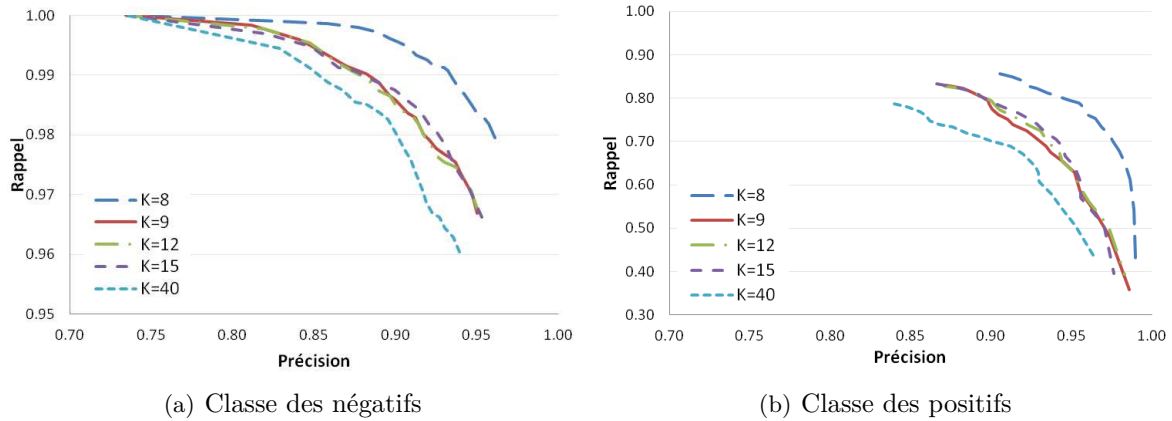 1.00
0.99
0.98
0.97
0.96
0.95
Rappel
K=8
K=9
K=12
K=15
K=40
0.70 0.75 0.80 0.85 0.90 0.95 1.00
Précision
(a) Classe des négatifs
1.00
0.90
0.80
0.70
0.60
0.50
0.40
0.30
Rappel
K=8
K=9
K=12
K=15
K=40
0.70 0.75 0.80 0.85 0.90 0.95 1.00
Précision
(b) Classe des positifs